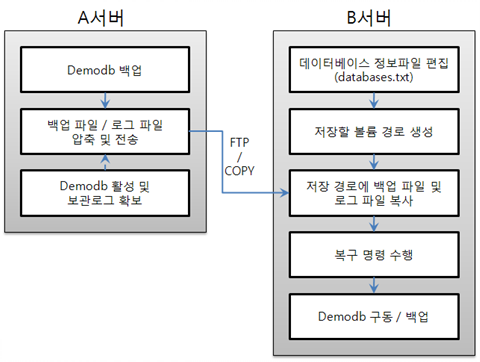 A서버
Demodb 백업
백업 파일 / 로그 파일
압축 및 전송
Demodb 활성 및
보관로그 확보
FTP
/
COPY
B서버
데이터베이스 정보파일 편집
(databases.txt)
저장할 볼륨 경로 생성
저장 경로에 백업 파일 및
로그 파일 복사
복구 명령 수행
Demodb 구동 / 백업